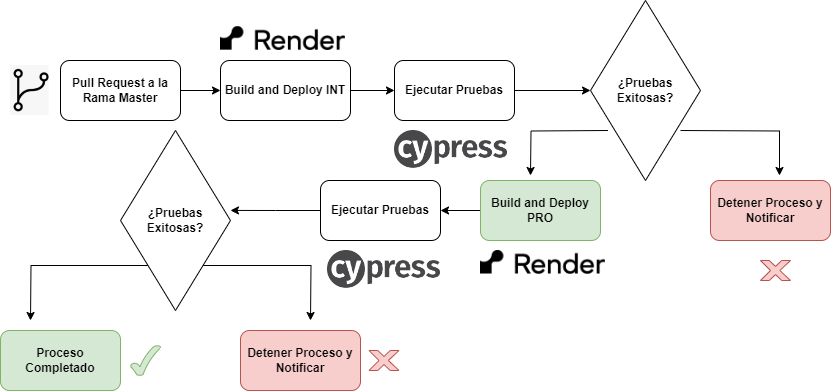 Render
Pull Request a la
Rama Master
Build and Deploy INT
Ejecutar Pruebas
¿Pruebas
Exitosas?
cypress
¿Pruebas
Exitosas?
Ejecutar Pruebas
Build and Deploy
PRO
Detener Proceso y
Notificar
cypress
Render
Proceso
Completado
Detener Proceso y
Notificar